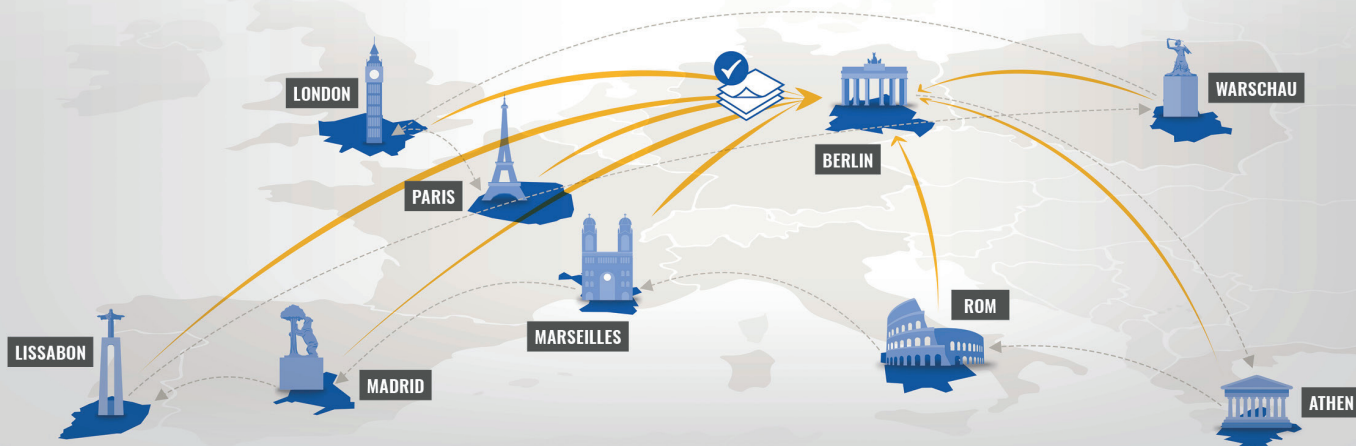 LONDON
WARSCHAU
BERLIN
PARIS
ROM
MARSEILLES
LISSABON
MADRID
ATHEN